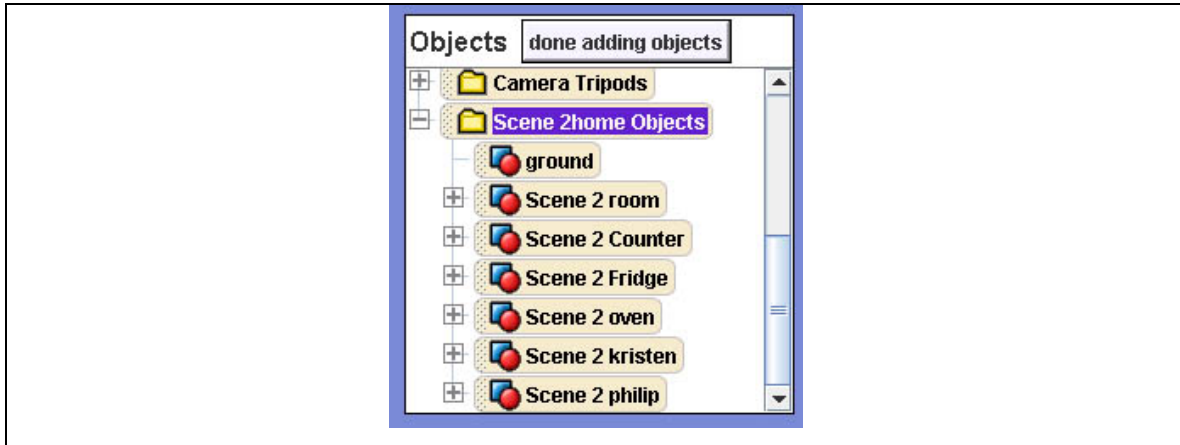 Objects done adding objects
Camera Tripods
Scene 2home Objects
ground
Scene 2 room
Scene 2 Counter
Scene 2 Fridge
Scene 2 oven
Scene 2 kristen
Scene 2 philip